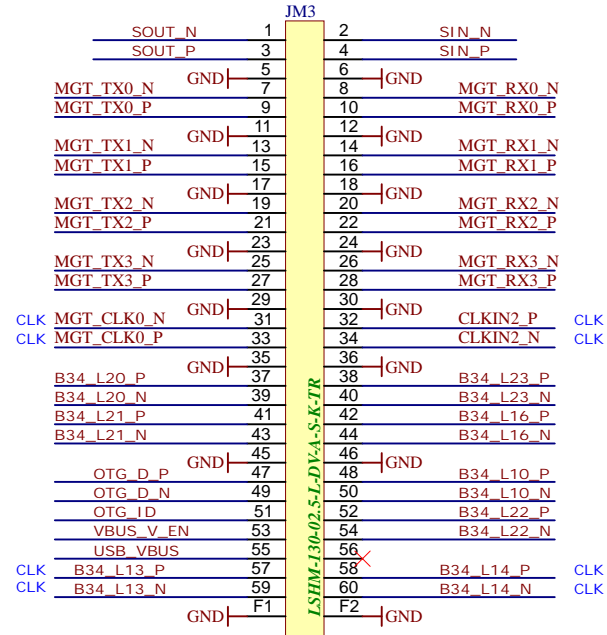 JM3
SOUT_N 1 2 SIN_N
SOUT_P 3 4 SIN_P
GND 5 6 GND
MGT_TX0_N 7 8 MGT_RX0_N
MGT_TX0_P 9 10 MGT_RX0_P
GND 11 12 GND
MGT_TX1_N 13 14 MGT_RX1_N
MGT_TX1_P 15 16 MGT_RX1_P
GND 17 18 GND
MGT_TX2_N 19 20 MGT_RX2_N
MGT_TX2_P 21 22 MGT_RX2_P
GND 23 24 GND
MGT_TX3_N 25 26 MGT_RX3_N
MGT_TX3_P 27 28 MGT_RX3_P
GND 29 30 GND
CLK MGT_CLK0_N 31 32 CLKIN2_P CLK
CLK MGT_CLK0_P 33 34 CLKIN2_N CLK
GND 35 36 GND
B34_L20_P 37 38 B34_L23_P
B34_L20_N 39 40 B34_L23_N
B34_L21_P 41 42 B34_L16_P
B34_L21_N 43 44 B34_L16_N
GND 45 46 GND
OTG_D_P 47 48 B34_L10_P
OTG_D_N 49 50 B34_L10_N
OTG_ID 51 52 B34_L22_P
VBUS_V_EN 53 54 B34_L22_N
USB_VBUS 55 56
CLK B34_L13_P 57 58 B34_L14_P CLK
CLK B34_L13_N 59 60 B34_L14_N CLK
GND F1 F2 GND
LSHM-130-02.5-L-DV-A-S-K-TR